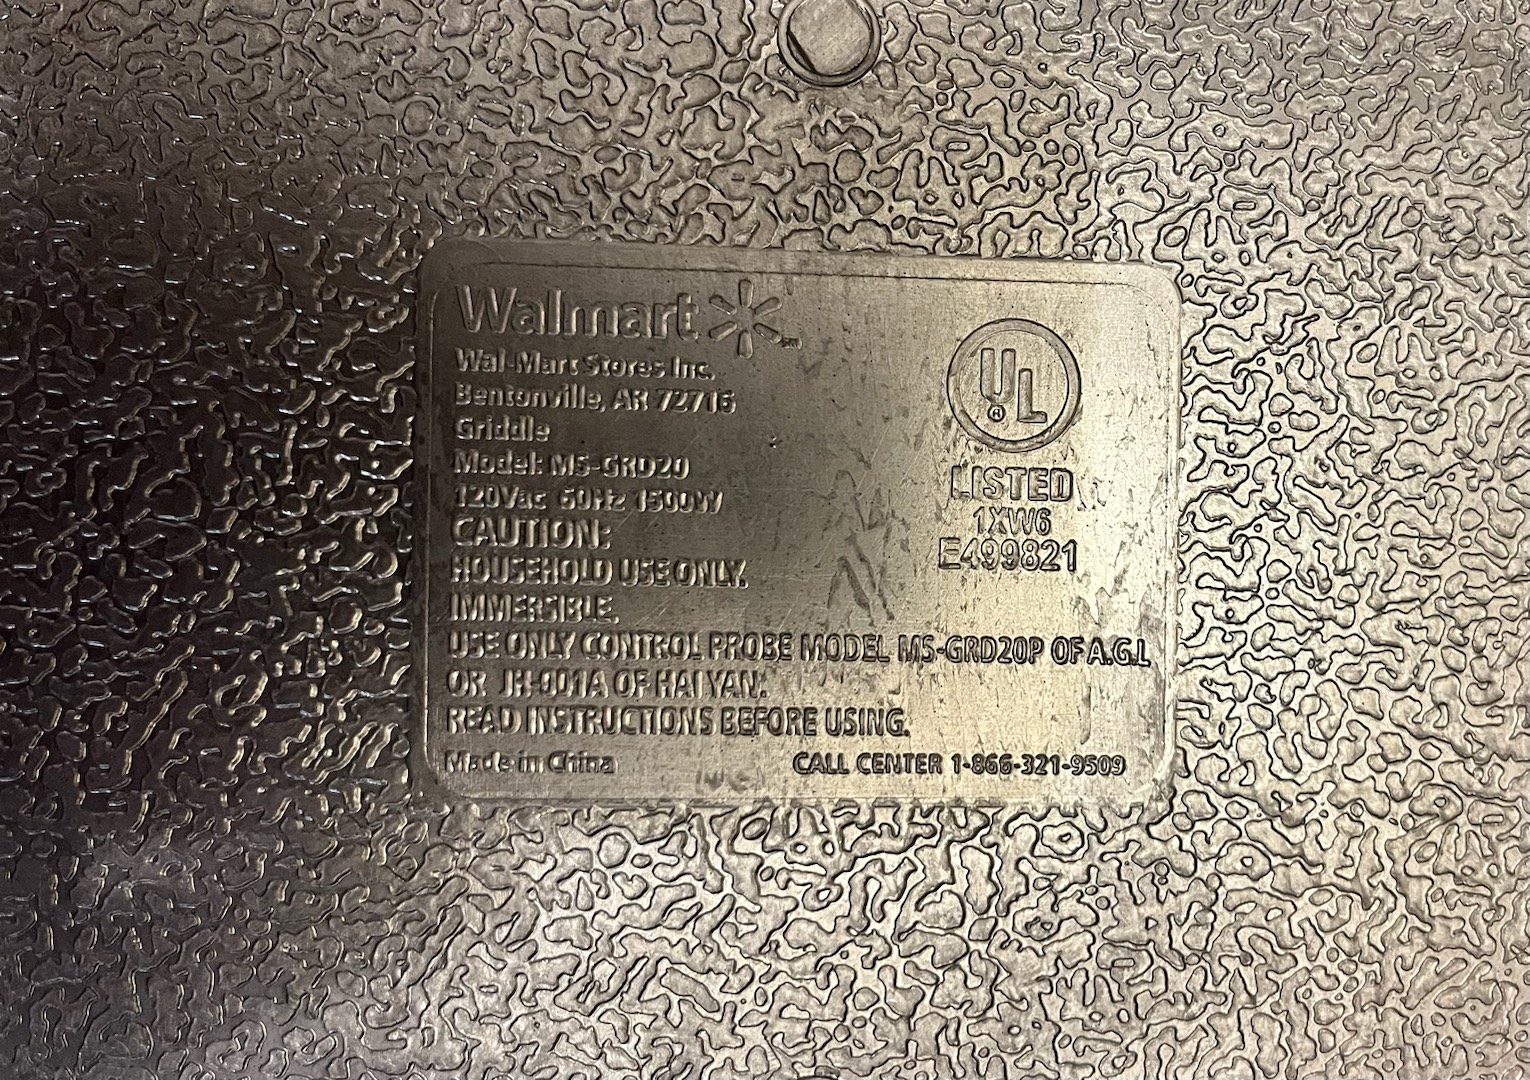 Walmart
Wal-Mart Stores Inc.
Bentonville, AR 72716
Griddle
Model: MS-GRD20
120Vac 60Hz 1500W
CAUTION:
HOUSEHOLD USE ONLY.
IMMERSIBLE.
USE ONLY CONTROL PROBE MODEL MS-GRD20P OF A.G.L
OR JH-001A OF HAI YAN.
READ INSTRUCTIONS BEFORE USING.
Made in China
CALL CENTER 1-866-321-9509
UL
®
LISTED
1XW6
E499821